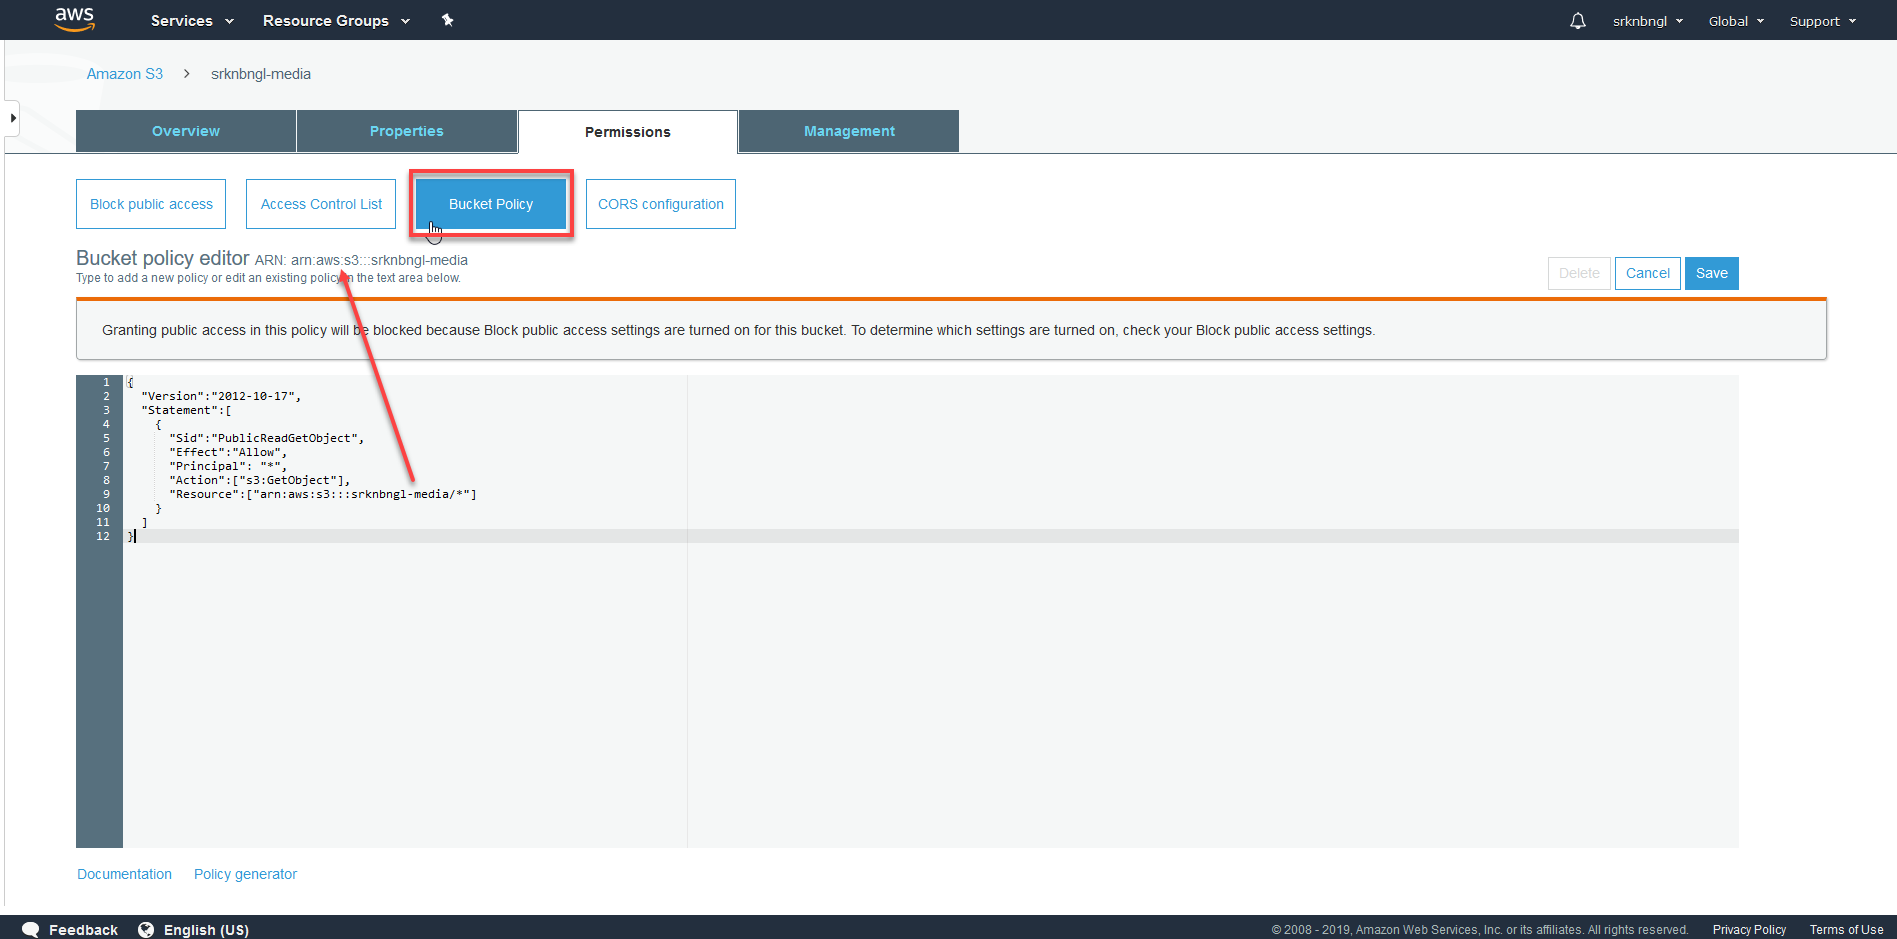 aws Services Resource Groups srknbngl Global Support
Amazon S3 > srknbngl-media
Overview Properties Permissions Management
Block public access Access Control List Bucket Policy CORS configuration
Bucket policy editor ARN: arn:aws:s3:::srknbngl-media
Type to add a new policy or edit an existing policy in the text area below.
Delete Cancel Save
Granting public access in this policy will be blocked because Block public access settings are turned on for this bucket. To determine which settings are turned on, check your Block public access settings.
1 {
2 "Version":"2012-10-17",
3 "Statement":[
4 {
5 "Sid":"PublicReadGetObject",
6 "Effect":"Allow",
7 "Principal": "*",
8 "Action":["s3:GetObject"],
9 "Resource":["arn:aws:s3:::srknbngl-media/*"]
10 }
11 ]
12 }
Documentation Policy generator
Feedback English (US) © 2008 - 2019, Amazon Web Services, Inc. or its affiliates. All rights reserved. Privacy Policy Terms of Use